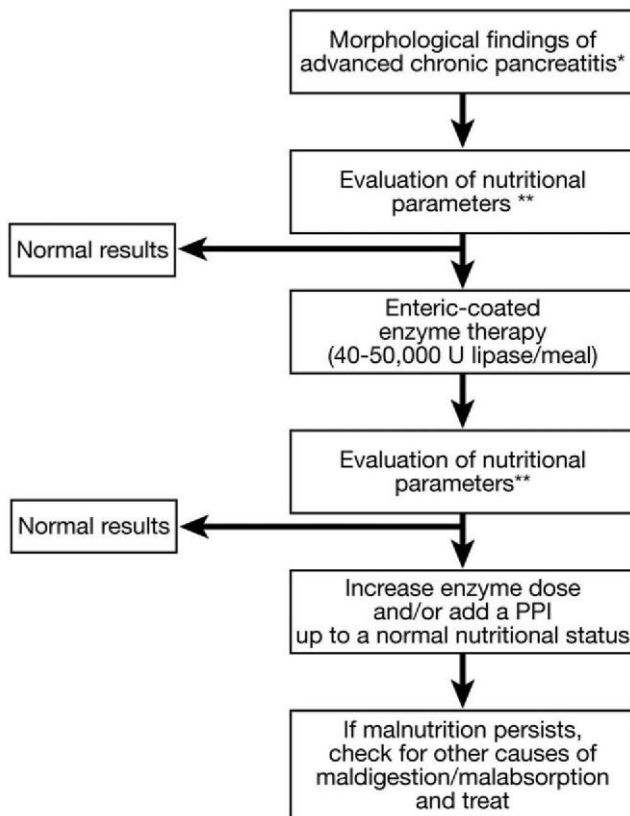 Morphological findings of
advanced chronic pancreatitis*
Evaluation of nutritional
parameters **
Normal results
Enteric-coated
enzyme therapy
(40-50,000 U lipase/meal)
Evaluation of nutritional
parameters**
Normal results
Increase enzyme dose
and/or add a PPI
up to a normal nutritional status
If malnutrition persists,
check for other causes of
maldigestion/malabsorption
and treat